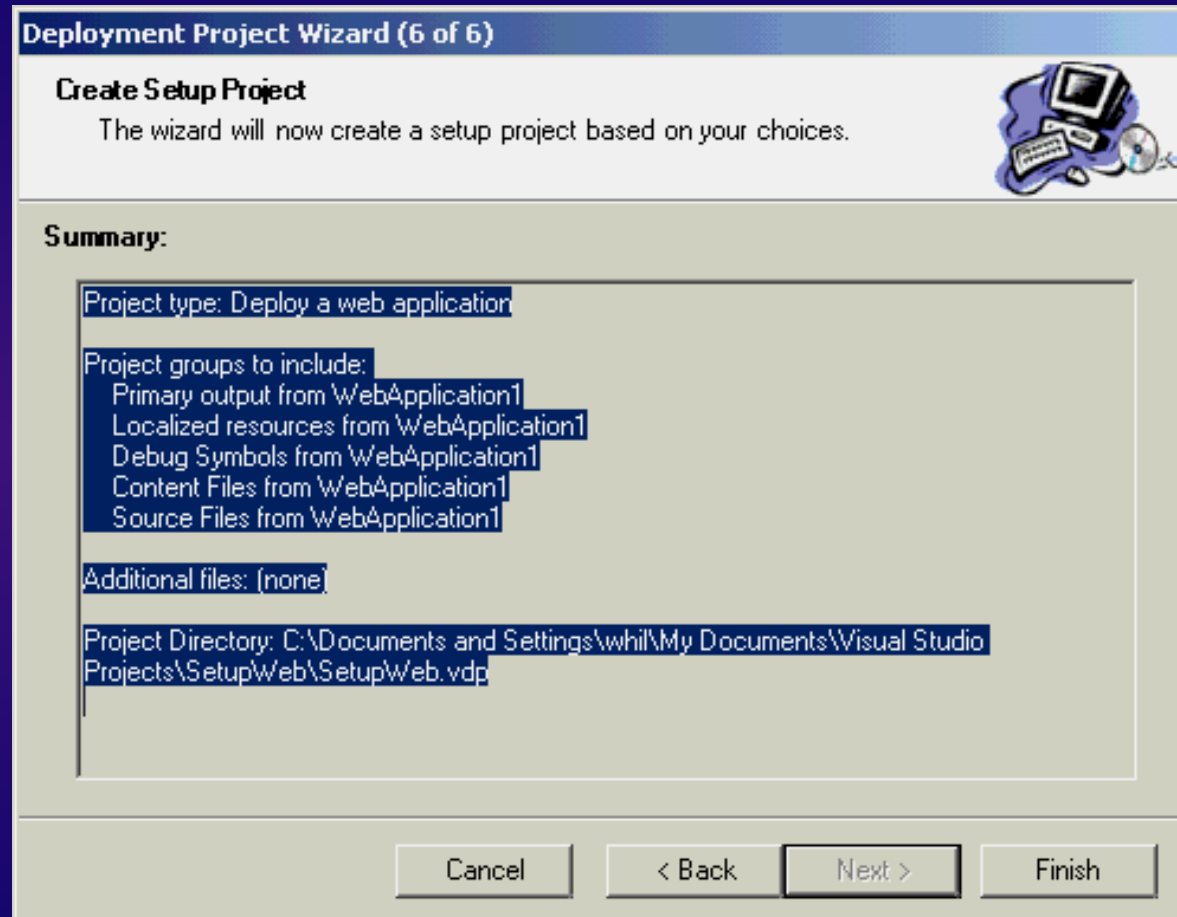 Deployment Project Wizard (6 of 6)
Create Setup Project
The wizard will now create a setup project based on your choices.
Summary:
Project type: Deploy a web application
Project groups to include:
Primary output from WebApplication1
Localized resources from WebApplication1
Debug Symbols from WebApplication1
Content Files from WebApplication1
Source Files from WebApplication1
Additional files: (none)
Project Directory: C:\Documents and Settings\whil\My Documents\Visual Studio
Projects\SetupWeb\SetupWeb.vdp
Cancel < Back Next > Finish